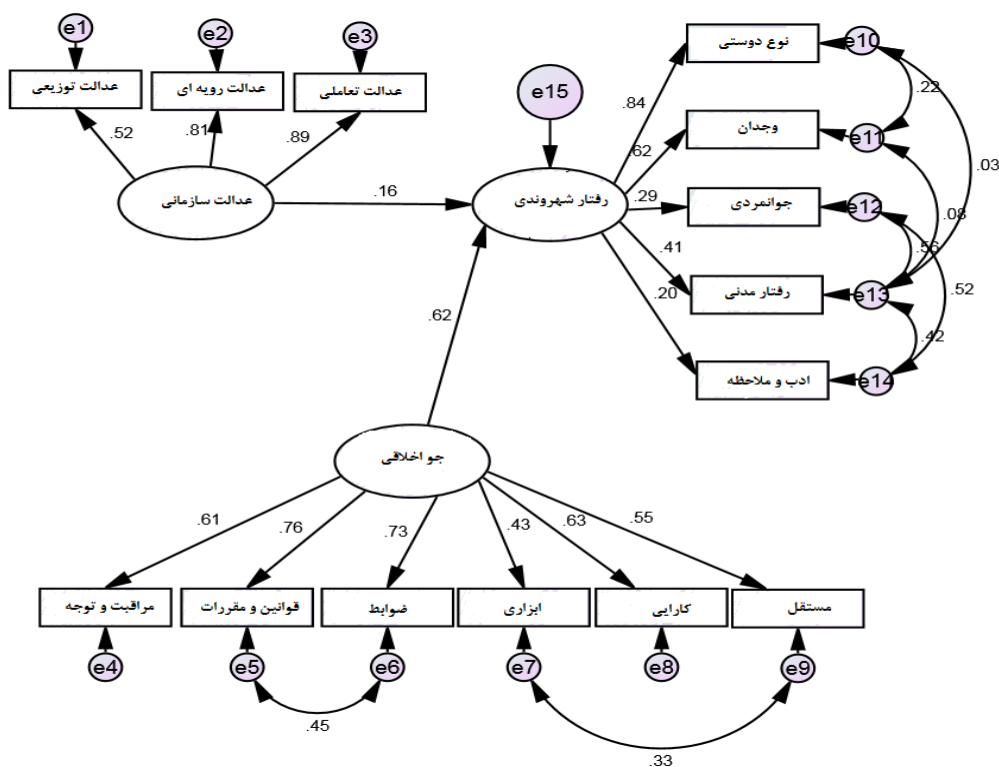 e1
e2
e3
عدالت توزیعی
عدالت رویه ای
عدالت تعاملی
.52
.81
.89
عدالت سازمانی
.16
e15
رفتار شهروندی
.84
.62
.29
.41
.20
نوع دوستی
وجدان
جوانمردی
رفتار مدنی
ادب و ملاحظه
e10
e11
e12
e13
e14
.22
.03
.08
.56
.52
.42
.62
جو اخلاقی
.61
.76
.73
.43
.63
.55
مراقبت و توجه
قوانین و مقررات
ضوابط
ابزاری
کارایی
مستقل
e4
e5
e6
e7
e8
e9
.45
.33